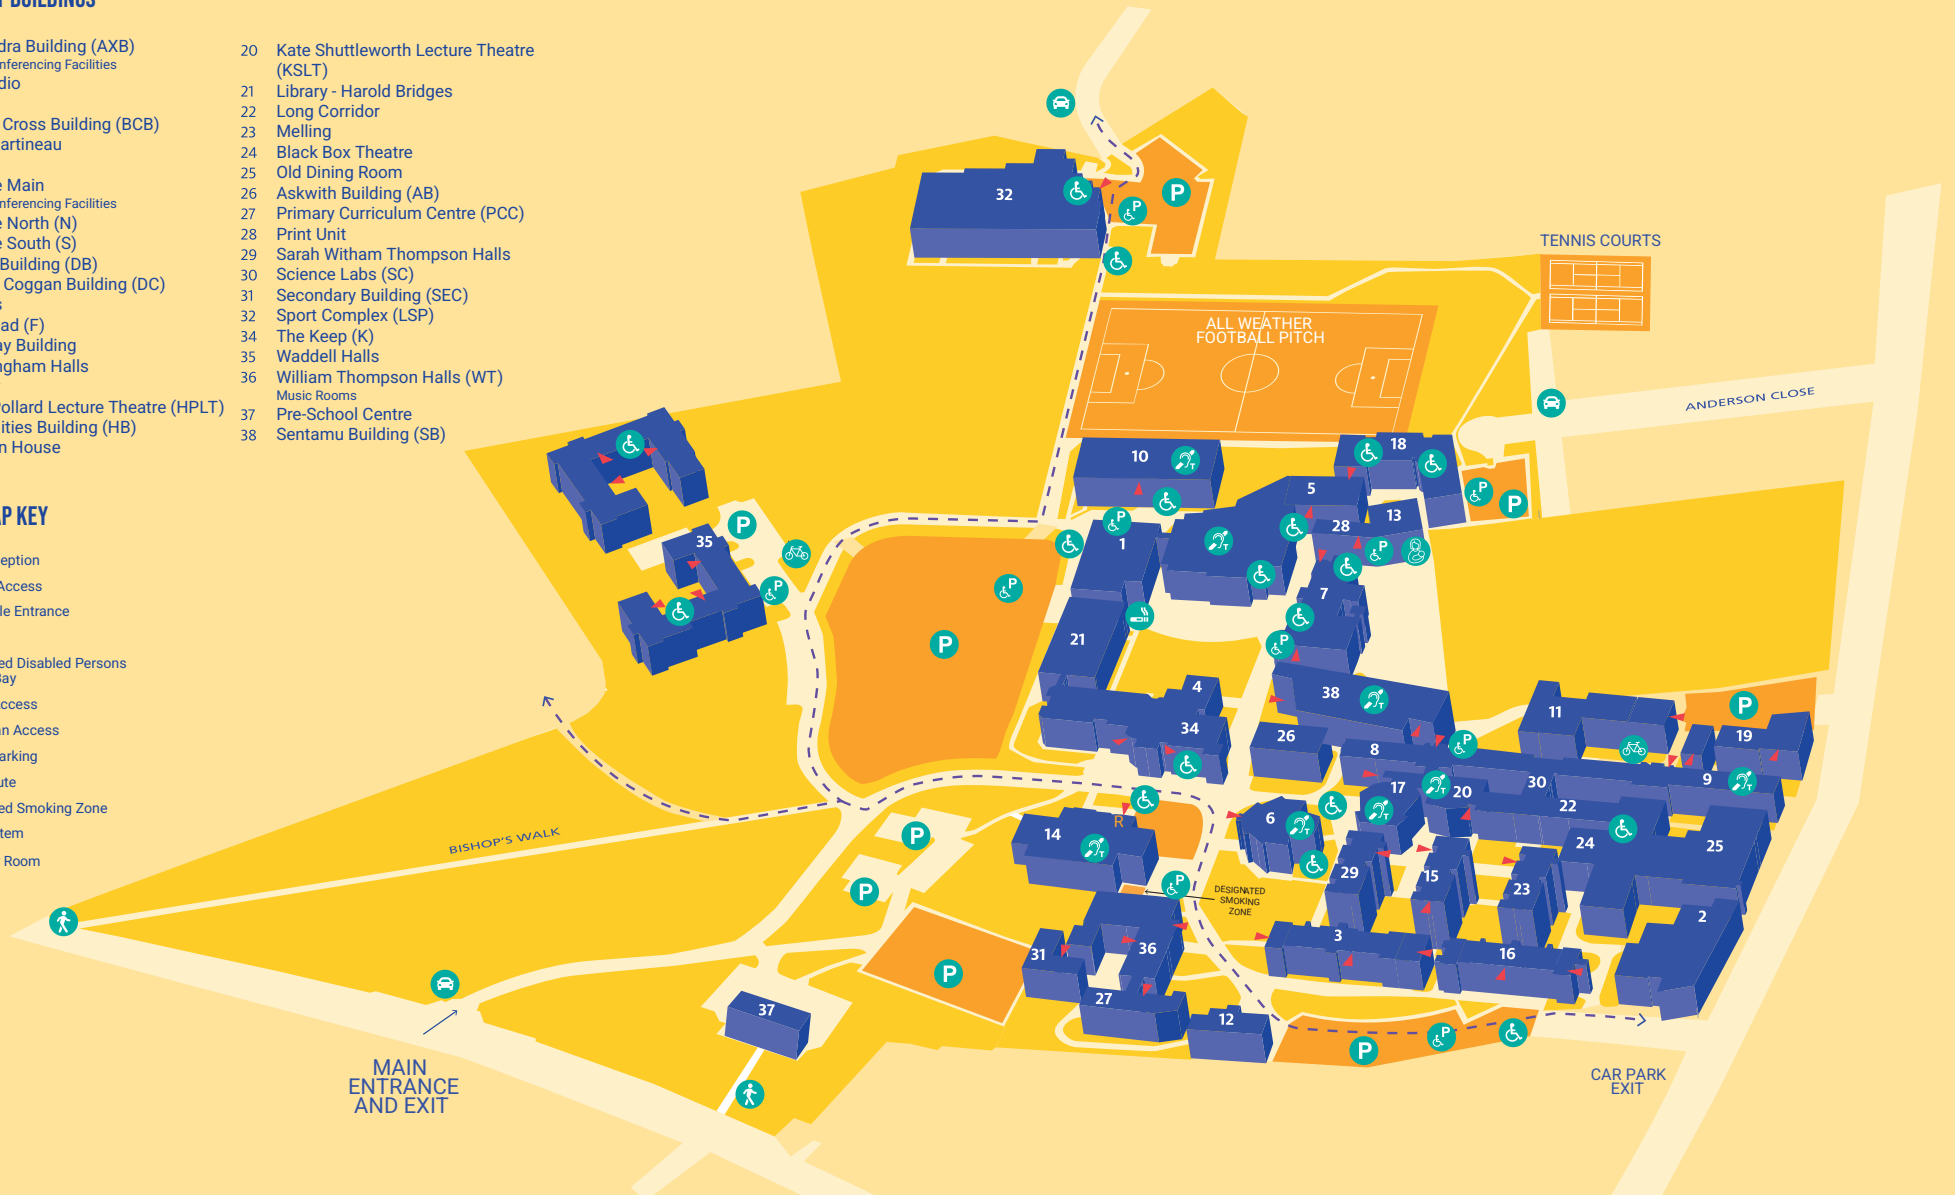 BUILDINGS
dra Building (AXB)
nferencing Facilities
dio
Cross Building (BCB)
artineau
e Main
nferencing Facilities
e North (N)
e South (S)
Building (DB)
Coggan Building (DC)
s
ad (F)
ay Building
ngham Halls
Pollard Lecture Theatre (HPLT)
ities Building (HB)
n House
20 Kate Shuttleworth Lecture Theatre
(KSLT)
21 Library - Harold Bridges
22 Long Corridor
23 Melling
24 Black Box Theatre
25 Old Dining Room
26 Askwith Building (AB)
27 Primary Curriculum Centre (PCC)
28 Print Unit
29 Sarah Witham Thompson Halls
30 Science Labs (SC)
31 Secondary Building (SEC)
32 Sport Complex (LSP)
34 The Keep (K)
35 Waddell Halls
36 William Thompson Halls (WT)
Music Rooms
37 Pre-School Centre
38 Sentamu Building (SB)
AP KEY
eption
Access
le Entrance
ed Disabled Persons
Bay
ccess
an Access
arking
ute
ed Smoking Zone
tem
Room
32
P
P
TENNIS COURTS
ALL WEATHER
FOOTBALL PITCH
ANDERSON CLOSE
10
T
18
5
P
P
13
28
P
P
1
T
P
35
P
P
7
P
P
21
P
P
4
38
T
34
26
11
P
19
8
P
30
9
T
17
T
20
22
T
6
T
R
14
T
24
25
P
P
P
DESIGNATED
SMOKING
ZONE
29
15
23
2
BISHOP'S WALK
3
16
36
31
P
27
12
37
P
P
MAIN
ENTRANCE
AND EXIT
CAR PARK
EXIT